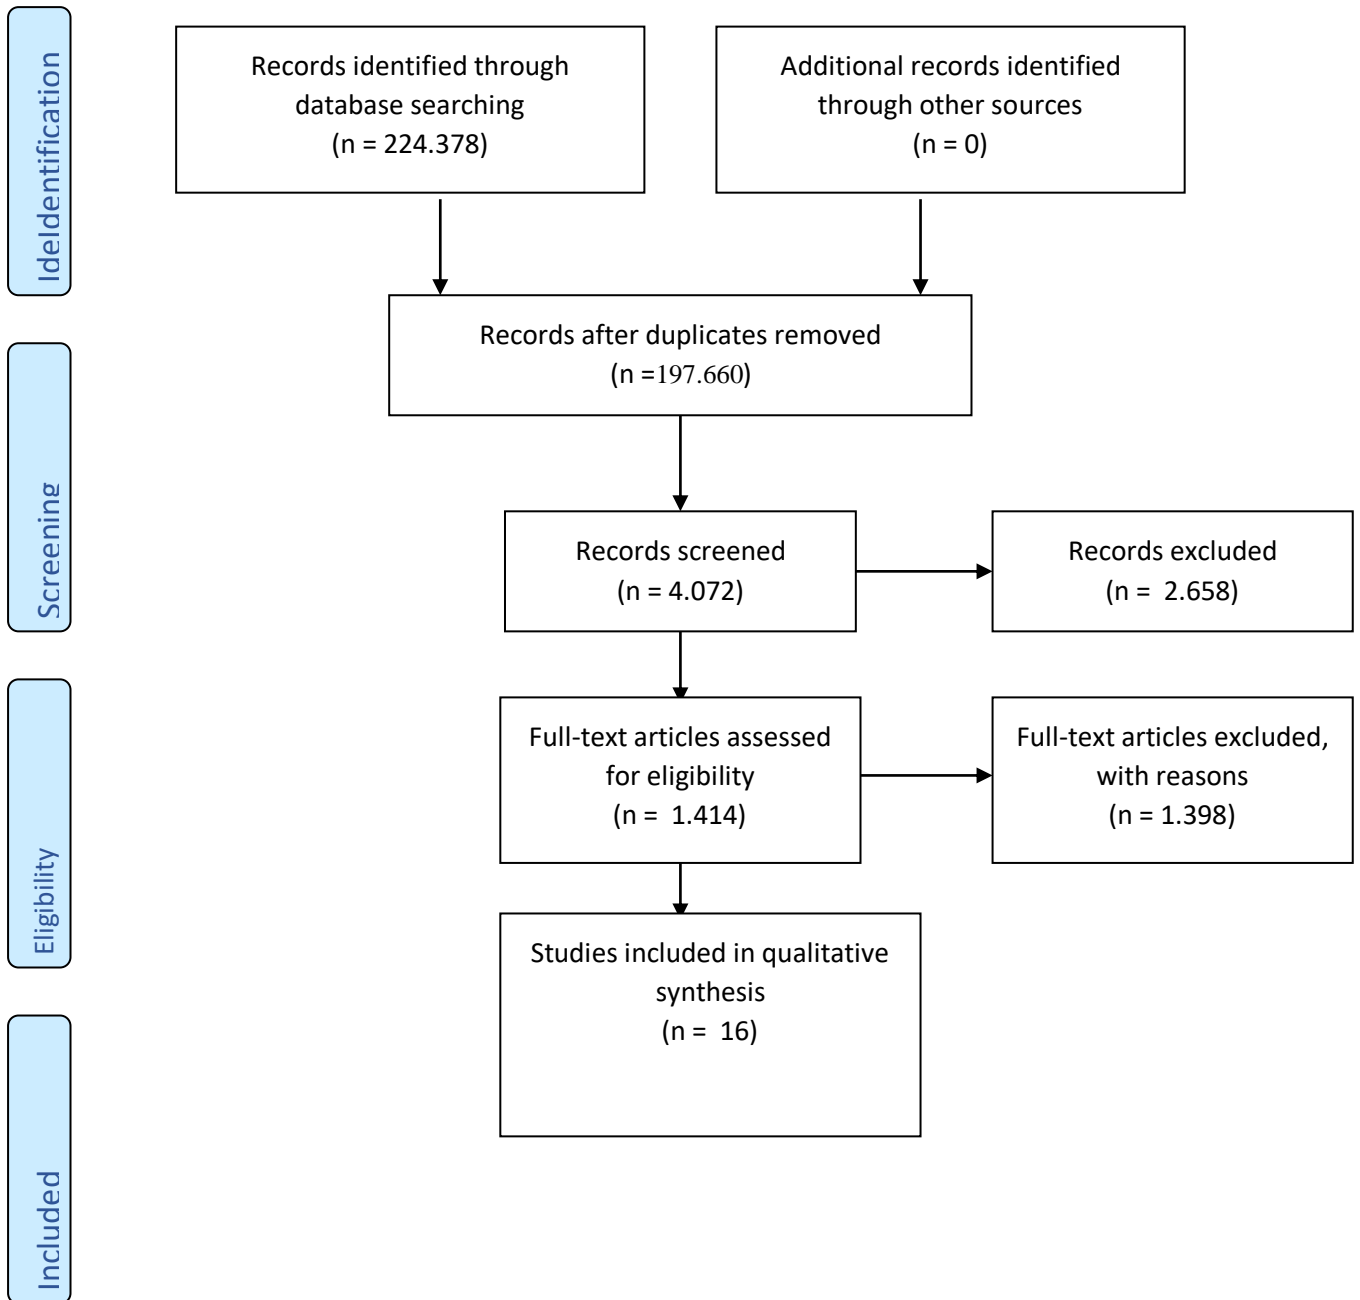 IdeIdentification
Records identified through
database searching
(n = 224.378)
Additional records identified
through other sources
(n = 0)
Records after duplicates removed
(n =197.660)
Screening
Records screened
(n = 4.072)
Records excluded
(n =  2.658)
Eligibility
Full-text articles assessed
for eligibility
(n =  1.414)
Full-text articles excluded,
with reasons
(n = 1.398)
Studies included in qualitative
synthesis
(n =  16)
Included